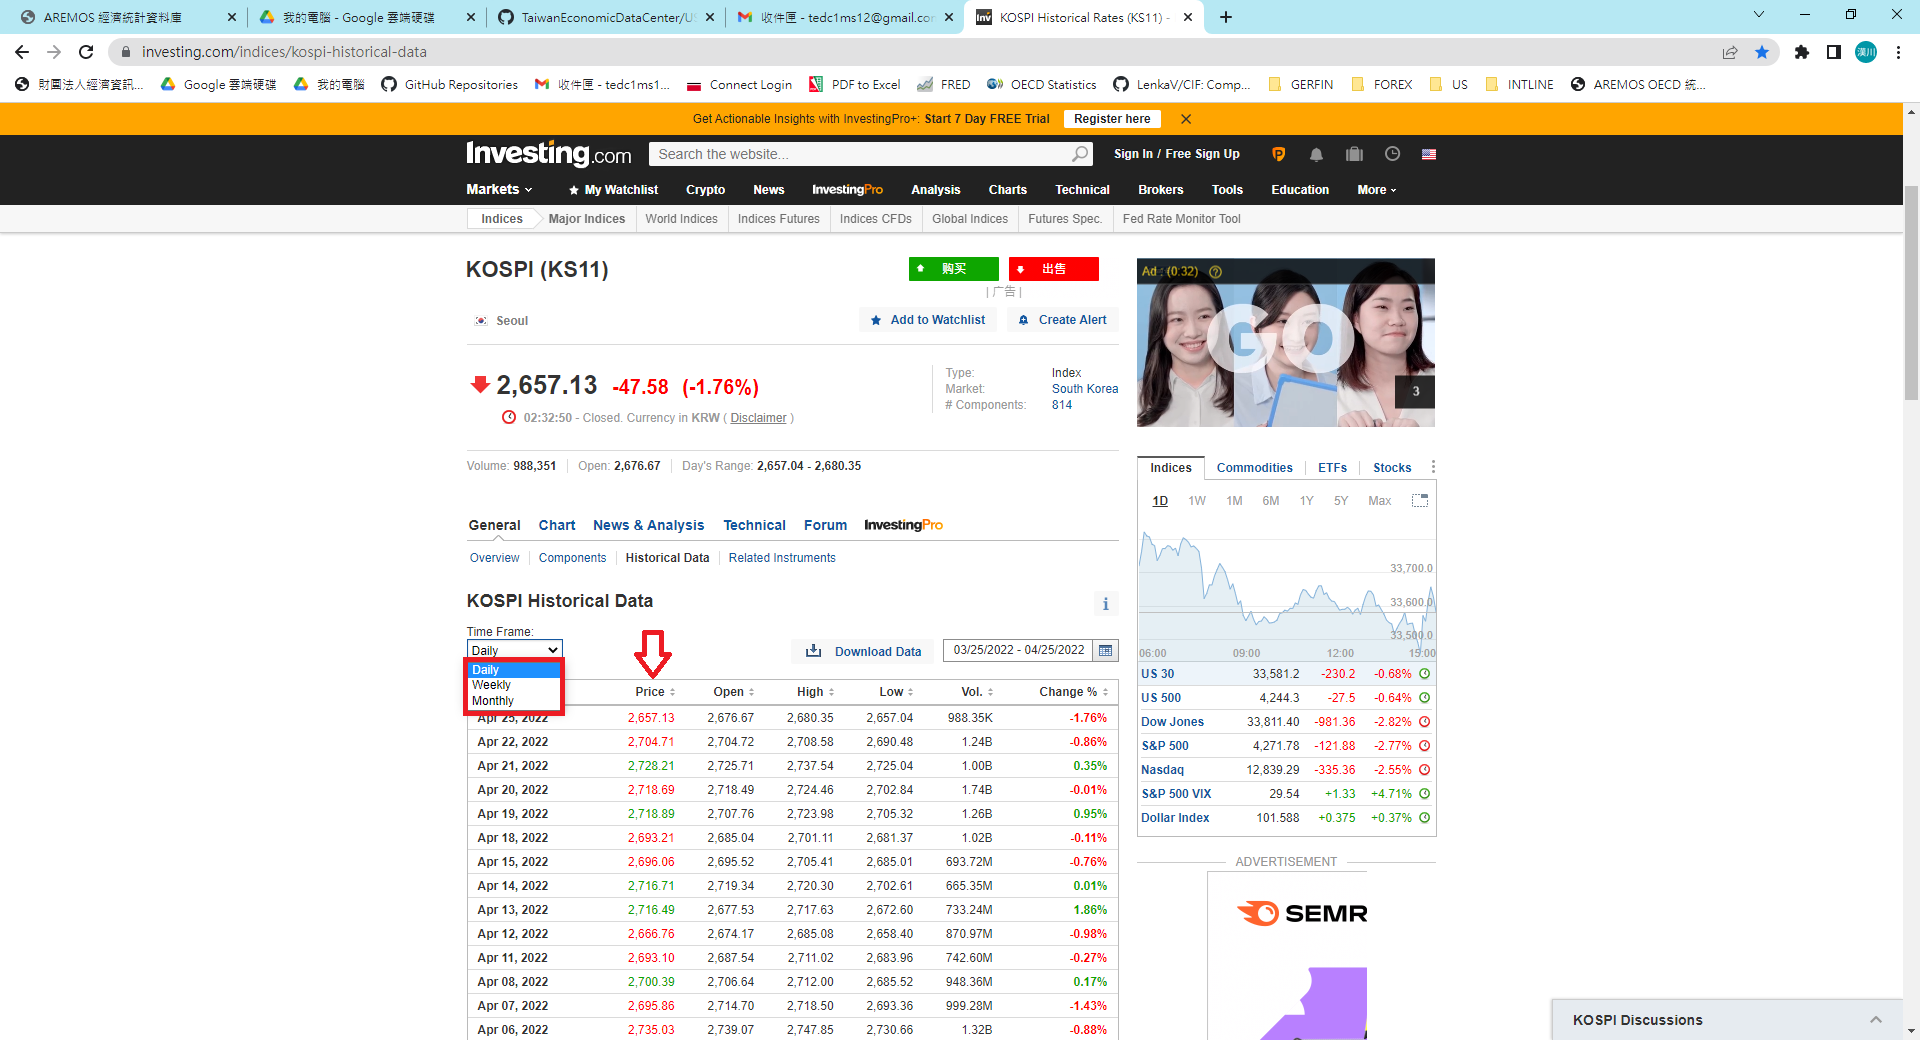 AREMOS 經濟統計資料庫
我的電腦 - Google 雲端硬碟
TaiwanEconomicDataCenter/US
收件匣 - tedc1ms12@gmail.com
KOSPI Historical Rates (KS11) -
investing.com/indices/kospi-historical-data
漢川
財團法人經濟資訊...
Google 雲端硬碟
我的電腦
GitHub Repositories
收件匣 - tedc1ms1...
Connect Login
PDF to Excel
FRED
OECD Statistics
LenkaV/CIF: Comp...
GERFIN
FOREX
US
INTLINE
AREMOS OECD 統...
Get Actionable Insights with InvestingPro+: Start 7 Day FREE Trial
Register here
Investing.com
Search the website...
Sign In / Free Sign Up
Markets
My Watchlist
Crypto
News
InvestingPro
Analysis
Charts
Technical
Brokers
Tools
Education
More
Indices
Major Indices
World Indices
Indices Futures
Indices CFDs
Global Indices
Futures Spec.
Fed Rate Monitor Tool
KOSPI (KS11)
购买
出售
| 广告 |
Seoul
Add to Watchlist
Create Alert
2,657.13 -47.58 (-1.76%)
02:32:50 - Closed. Currency in KRW ( Disclaimer )
Type: Index
Market: South Korea
# Components: 814
Volume: 988,351
Open: 2,676.67
Day's Range: 2,657.04 - 2,680.35
General
Chart
News & Analysis
Technical
Forum
InvestingPro
Overview
Components
Historical Data
Related Instruments
KOSPI Historical Data
i
Time Frame:
Daily
Daily
Weekly
Monthly
Download Data
03/25/2022 - 04/25/2022
Price Open High Low Vol. Change %
Apr 25, 2022 2,657.13 2,676.67 2,680.35 2,657.04 988.35K -1.76%
Apr 22, 2022 2,704.71 2,704.72 2,708.58 2,690.48 1.24B -0.86%
Apr 21, 2022 2,728.21 2,725.71 2,737.54 2,725.04 1.00B 0.35%
Apr 20, 2022 2,718.69 2,718.49 2,724.46 2,702.84 1.74B -0.01%
Apr 19, 2022 2,718.89 2,707.76 2,723.98 2,705.32 1.26B 0.95%
Apr 18, 2022 2,693.21 2,685.04 2,701.11 2,681.37 1.02B -0.11%
Apr 15, 2022 2,696.06 2,695.52 2,705.41 2,685.01 693.72M -0.76%
Apr 14, 2022 2,716.71 2,719.34 2,720.30 2,702.61 665.35M 0.01%
Apr 13, 2022 2,716.49 2,677.53 2,717.63 2,672.60 733.24M 1.86%
Apr 12, 2022 2,666.76 2,674.17 2,685.08 2,658.40 870.97M -0.98%
Apr 11, 2022 2,693.10 2,687.54 2,711.02 2,683.96 742.60M -0.27%
Apr 08, 2022 2,700.39 2,706.64 2,712.00 2,685.52 948.36M 0.17%
Apr 07, 2022 2,695.86 2,714.70 2,718.50 2,693.36 999.28M -1.43%
Apr 06, 2022 2,735.03 2,739.07 2,747.85 2,730.66 1.32B -0.88%
Ad : (0:32) ?
GO
3
Indices
Commodities
ETFs
Stocks
1D 1W 1M 6M 1Y 5Y Max
33,700.0
33,600.0
33,500.0
06:00 09:00 12:00 15:00
US 30 33,581.2 -230.2 -0.68%
US 500 4,244.3 -27.5 -0.64%
Dow Jones 33,811.40 -981.36 -2.82%
S&P 500 4,271.78 -121.88 -2.77%
Nasdaq 12,839.29 -335.36 -2.55%
S&P 500 VIX 29.54 +1.33 +4.71%
Dollar Index 101.588 +0.375 +0.37%
ADVERTISEMENT
SEMR
KOSPI Discussions